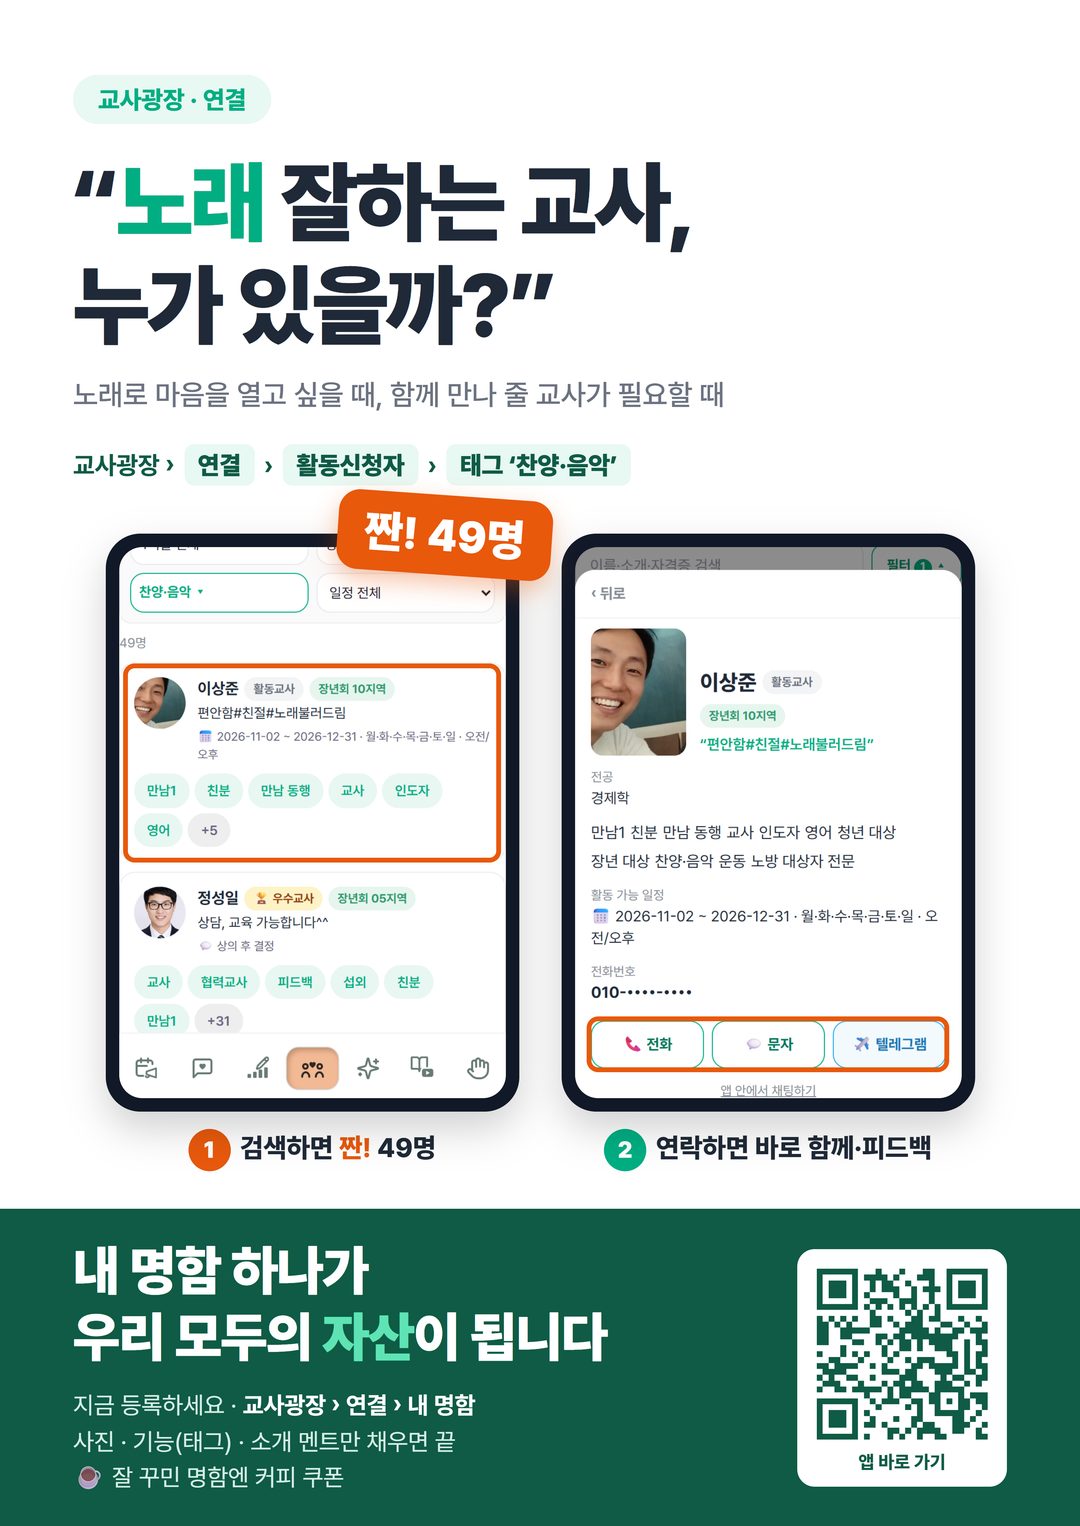 교사광장 · 연결
“노래 잘하는 교사,
누가 있을까?”
노래로 마음을 열고 싶을 때, 함께 만나 줄 교사가 필요할 때
교사광장 › 연결 › 활동신청자 › 태그 ‘찬양·음악’
짠! 49명
찬양·음악 ▾
일정 전체
49명
이상준 활동교사 장년회 10지역
편안함#친절#노래불러드림
2026-11-02 ~ 2026-12-31 · 월·화·수·목·금·토·일 · 오전/
오후
만남1 친분 만남 동행 교사 인도자
영어 +5
정성일 우수교사 장년회 05지역
상담, 교육 가능합니다^^
상의 후 결정
교사 협력교사 피드백 섭외 친분
만남1 +31
이름·소개·자격증 검색
필터 1 ▴
‹ 뒤로
이상준 활동교사
장년회 10지역
“편안함#친절#노래불러드림”
전공
경제학
만남1 친분 만남 동행 교사 인도자 영어 청년 대상
장년 대상 찬양·음악 운동 노방 대상자 전문
활동 가능 일정
2026-11-02 ~ 2026-12-31 · 월·화·수·목·금·토·일 · 오
전/오후
전화번호
010-••••-••••
전화 문자 텔레그램
앱 안에서 채팅하기
1 검색하면 짠! 49명
2 연락하면 바로 함께·피드백
내 명함 하나가
우리 모두의 자산이 됩니다
지금 등록하세요 · 교사광장 › 연결 › 내 명함
사진 · 기능(태그) · 소개 멘트만 채우면 끝
잘 꾸민 명함엔 커피 쿠폰
앱 바로 가기